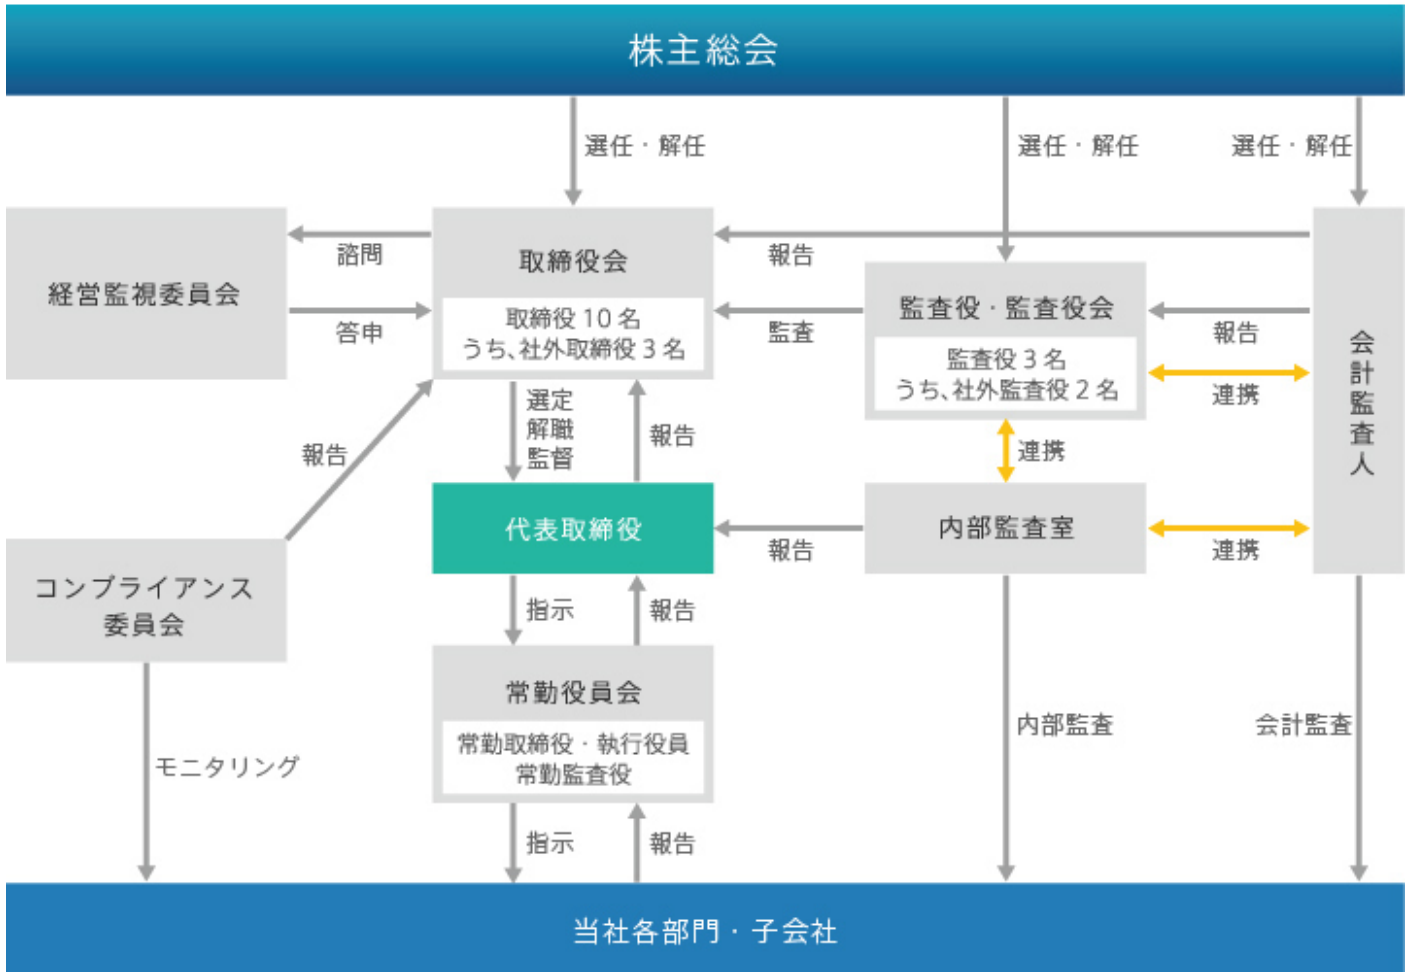 株主総会
選任・解任
選任・解任
選任・解任
経営監視委員会
諮問
答申
取締役会
取締役 10 名
うち、社外取締役 3 名
報告
監査
監査役・監査役会
監査役 3 名
うち、社外監査役 2 名
報告
連携
会計監査人
報告
選定
解職
監督
報告
連携
代表取締役
報告
内部監査室
連携
コンプライアンス
委員会
指示
報告
常勤役員会
常勤取締役・執行役員
常勤監査役
モニタリング
内部監査
会計監査
指示
報告
当社各部門・子会社